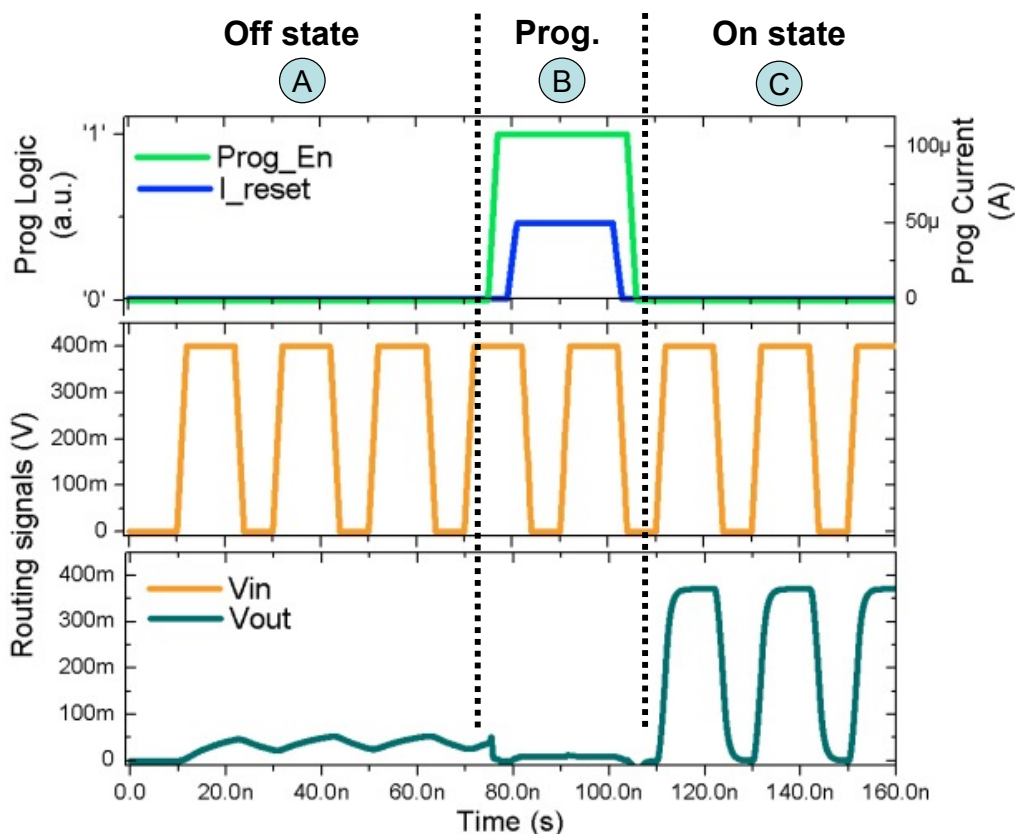 Off state
Prog.
On state
A
B
C
Prog Logic
(a.u.)
'1'
'0'
Prog_En
I_reset
100µ
50µ
0
Prog Current
(A)
Routing signals (V)
400m
300m
200m
100m
0
400m
300m
200m
100m
0
Vin
Vout
0.0 20.0n 40.0n 60.0n 80.0n 100.0n 120.0n 140.0n 160.0n
Time (s)